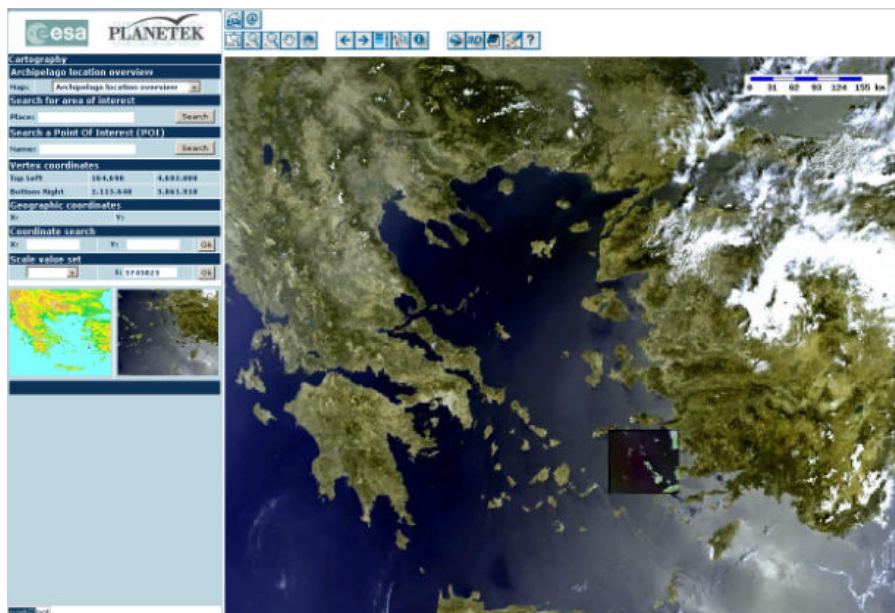 esa PLANETEK
Cartography
Archipelago location overview
Map: Archipelago location overview
Search for area of interest
Place: Search
Search a Point Of Interest (POI)
Name: Search
Vertex coordinates
Top Left
Bottom Right
Geographic coordinates
X: Y:
Coordinate search
X: Y: Ok
Scale value set
Ok
3D ?
0 31 62 93 124 155 km